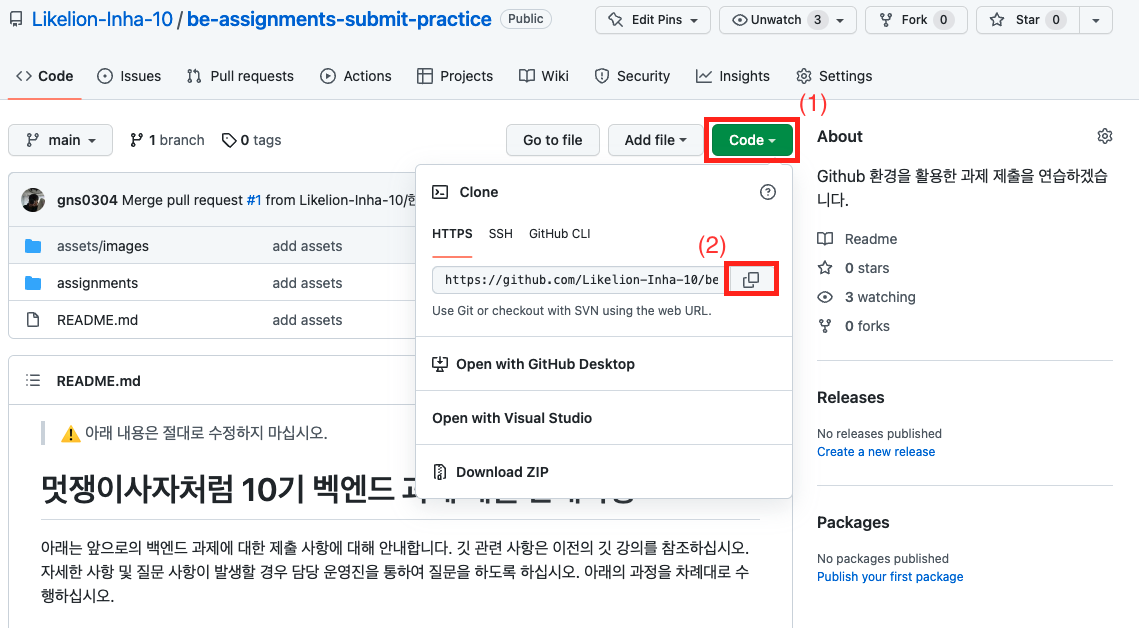 Likelion-Inha-10 / be-assignments-submit-practice Public
Edit Pins Unwatch 3 Fork 0 Star 0
Code Issues Pull requests Actions Projects Wiki Security Insights Settings
(1)
main 1 branch 0 tags Go to file Add file Code
gns0304 Merge pull request #1 from Likelion-Inha-10/
assets/images add assets
assignments add assets
README.md add assets
Clone
HTTPS SSH GitHub CLI
(2)
https://github.com/Likelion-Inha-10/be
Use Git or checkout with SVN using the web URL.
Open with GitHub Desktop
Open with Visual Studio
Download ZIP
README.md
아래 내용은 절대로 수정하지 마십시오.
멋쟁이사자처럼 10기 벡엔드
아래는 앞으로의 백엔드 과제에 대한 제출 사항에 대해 안내합니다. 깃 관련 사항은 이전의 깃 강의를 참조하십시오.
자세한 사항 및 질문 사항이 발생할 경우 담당 운영진을 통하여 질문을 하도록 하십시오. 아래의 과정을 차례대로 수
행하십시오.
About
Github 환경을 활용한 과제 제출을 연습하겠습
니다.
Readme
0 stars
3 watching
0 forks
Releases
No releases published
Create a new release
Packages
No packages published
Publish your first package